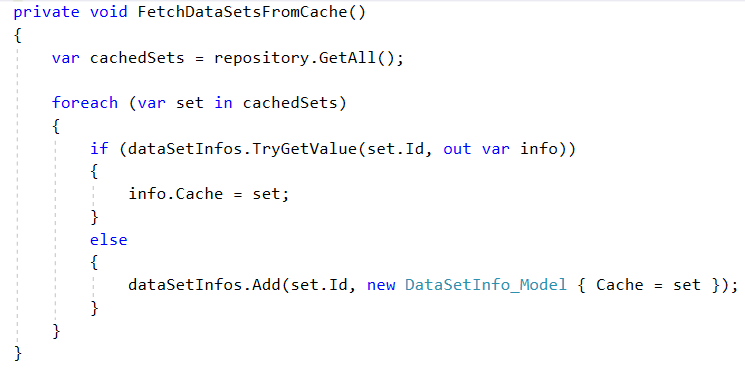 private void FetchDataSetsFromCache()
{
    var cachedSets = repository.GetAll();

    foreach (var set in cachedSets)
    {
        if (dataSetInfos.TryGetValue(set.Id, out var info))
        {
            info.Cache = set;
        }
        else
        {
            dataSetInfos.Add(set.Id, new DataSetInfo_Model { Cache = set });
        }
    }
}